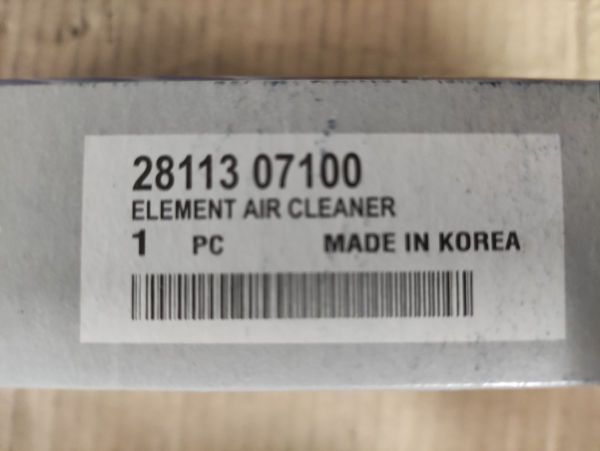 28113 07100
ELEMENT AIR CLEANER
1 PC MADE IN KOREA